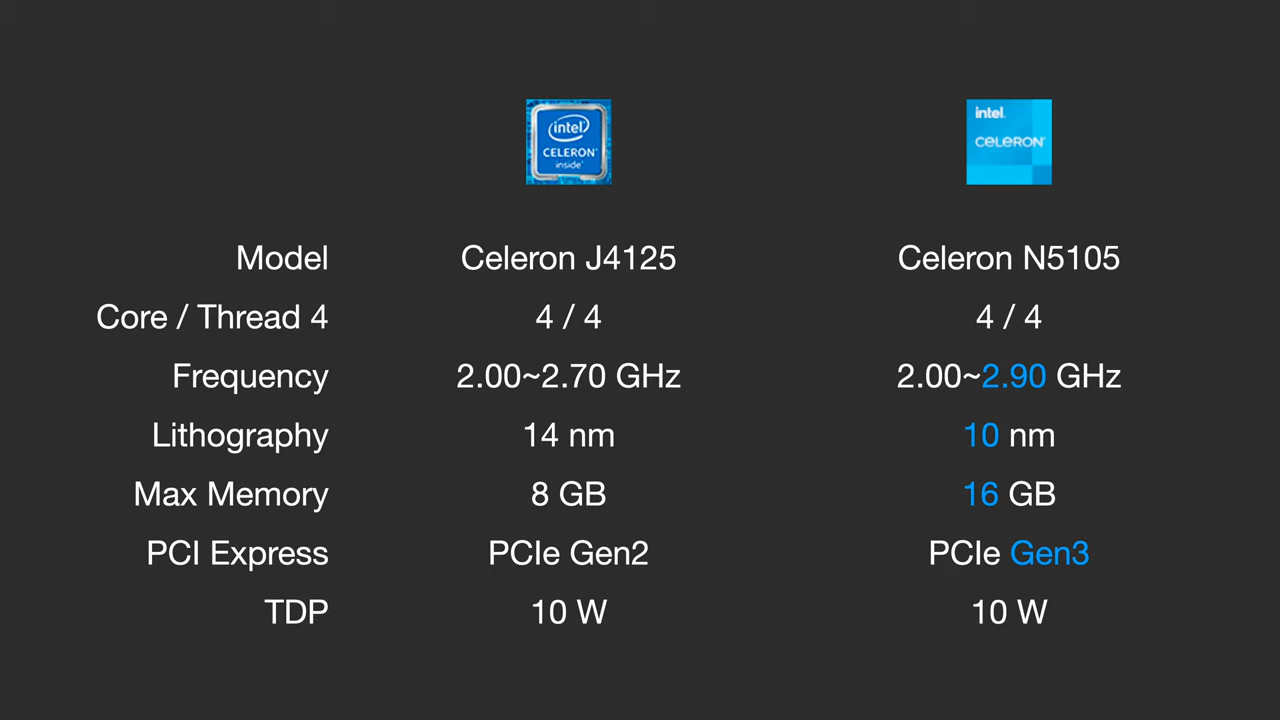 intel
CELERON®
inside™
intel.
CELERON®
Model Celeron J4125 Celeron N5105
Core / Thread 4 4 / 4 4 / 4
Frequency 2.00~2.70 GHz 2.00~2.90 GHz
Lithography 14 nm 10 nm
Max Memory 8 GB 16 GB
PCI Express PCIe Gen2 PCIe Gen3
TDP 10 W 10 W